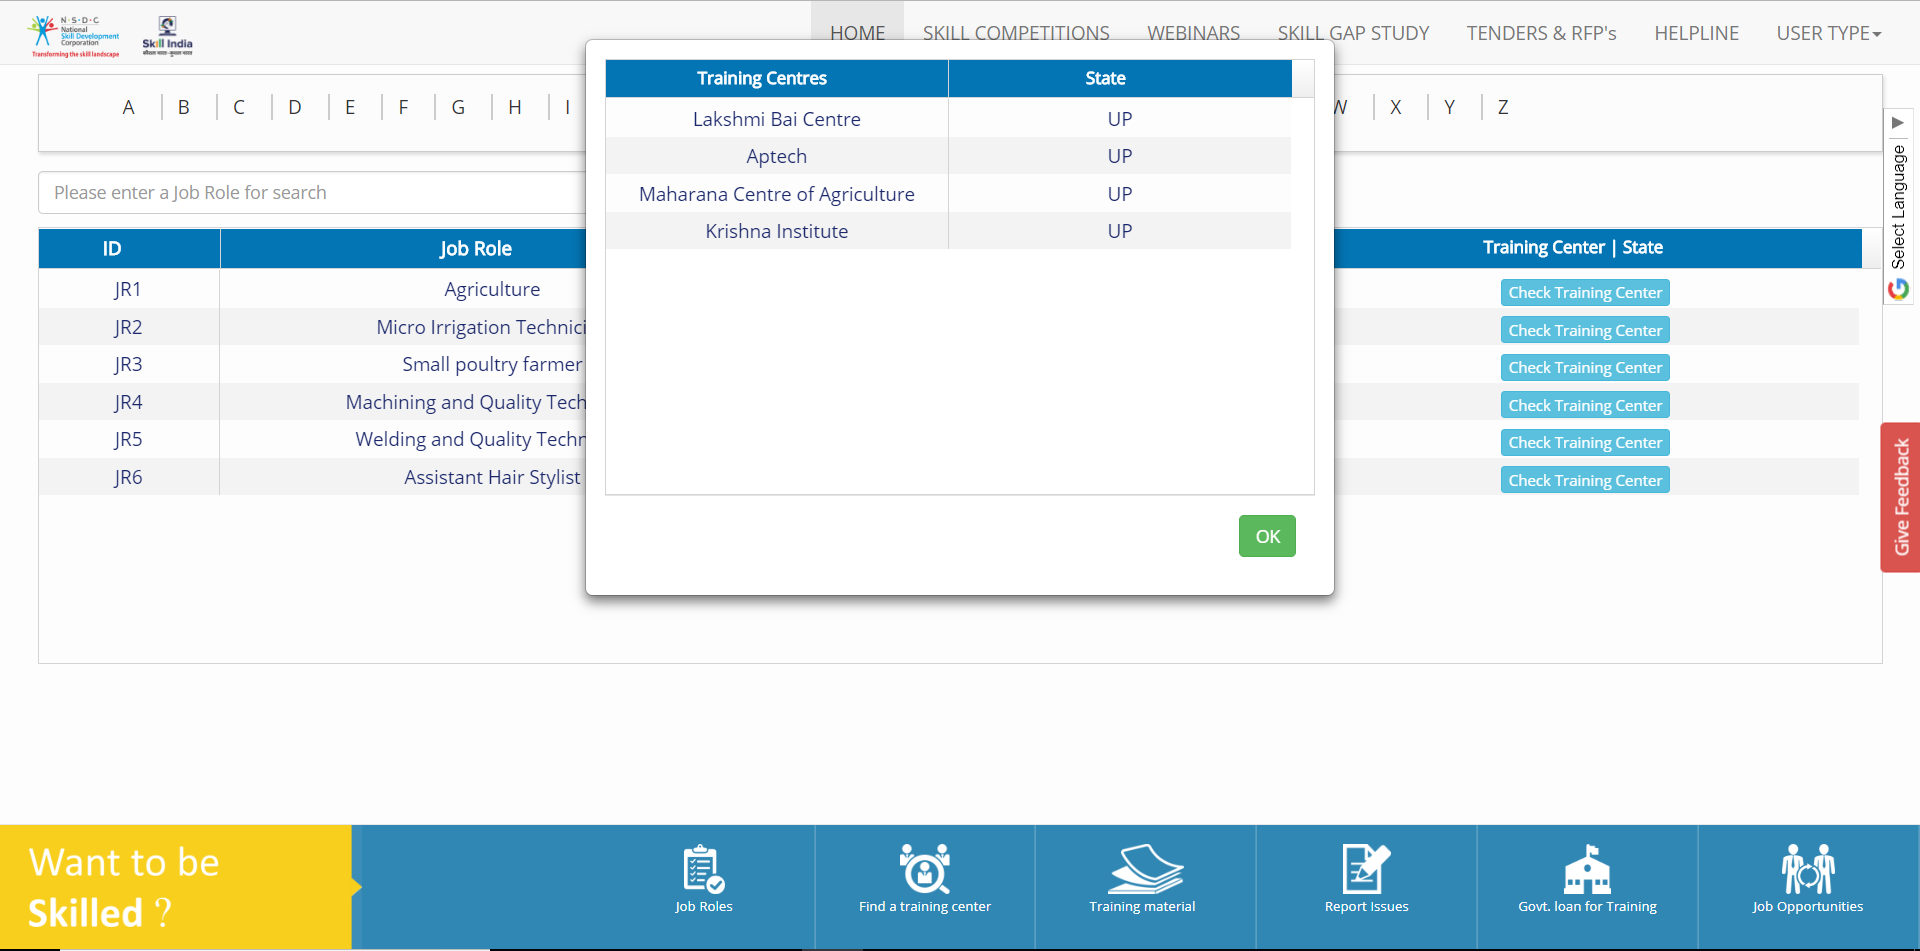 N·S·D·C
National
Skill Development
Corporation
Transforming the skill landscape
Skill India
कौशल भारत - कुशल भारत
HOME
SKILL COMPETITIONS
WEBINARS
SKILL GAP STUDY
TENDERS & RFP's
HELPLINE
USER TYPE
A B C D E F G H I W X Y Z
Please enter a Job Role for search
ID Job Role Training Center | State
JR1 Agriculture Check Training Center
JR2 Micro Irrigation Technici Check Training Center
JR3 Small poultry farmer Check Training Center
JR4 Machining and Quality Tech Check Training Center
JR5 Welding and Quality Techn Check Training Center
JR6 Assistant Hair Stylist Check Training Center
Training Centres State
Lakshmi Bai Centre UP
Aptech UP
Maharana Centre of Agriculture UP
Krishna Institute UP
OK
Select Language
Give Feedback
Want to be
Skilled ?
Job Roles
Find a training center
Training material
Report Issues
Govt. loan for Training
Job Opportunities